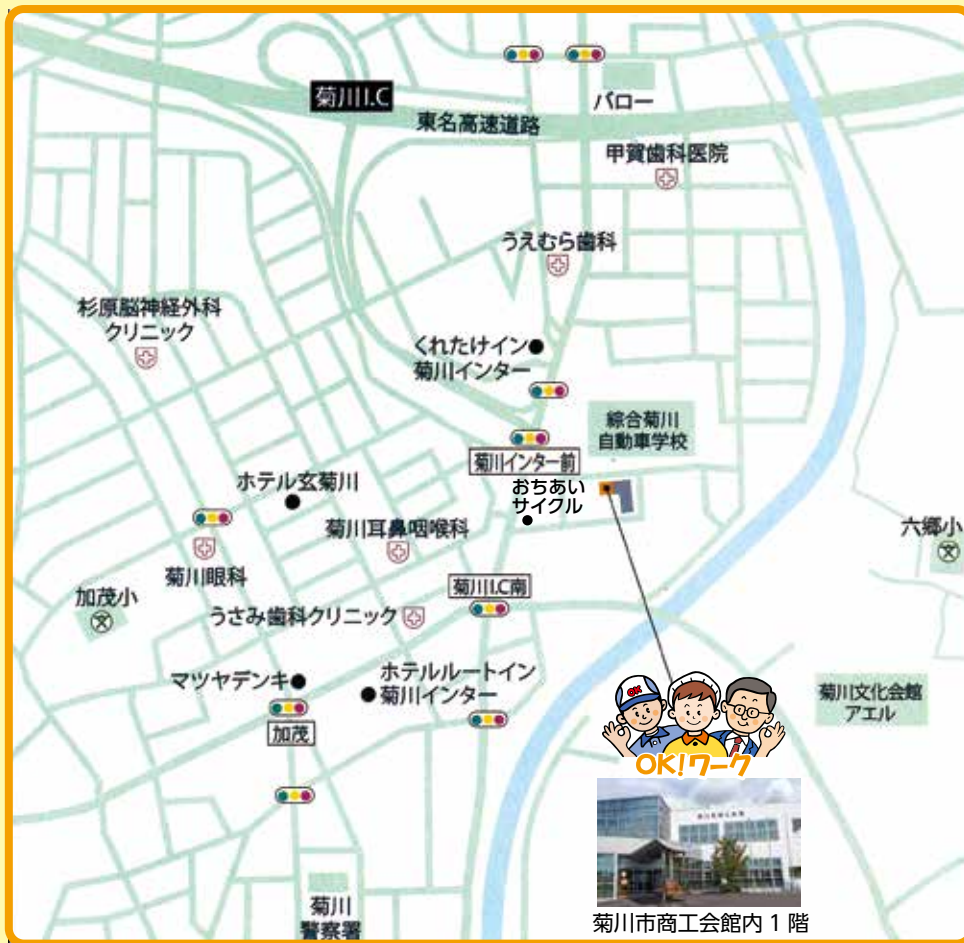 菊川I.C
バロー
東名高速道路
甲賀歯科医院
うえむら歯科
杉原脳神経外科
クリニック
くれたけイン
菊川インター
綜合菊川
自動車学校
菊川インター前
ホテル玄菊川
おちあい
サイクル
菊川耳鼻咽喉科
六郷小
文
菊川眼科
菊川I.C南
加茂小
文
うさみ歯科クリニック
マツヤデンキ
ホテルルートイン
菊川インター
菊川文化会館
アエル
加茂
OK
OK!ワーク
菊川市商工会館内 1 階
菊川
警察署